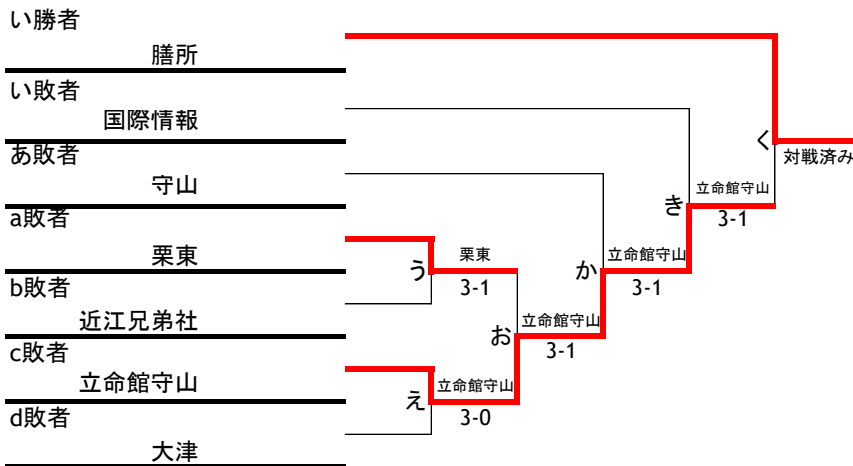 い勝者
膳所
い敗者
国際情報
あ敗者
守山
a敗者
栗東
b敗者
近江兄弟社
c敗者
立命館守山
d敗者
大津
う
栗東
3-1
え
立命館守山
3-0
お
立命館守山
3-1
か
立命館守山
3-1
き
立命館守山
3-1
く
対戦済み